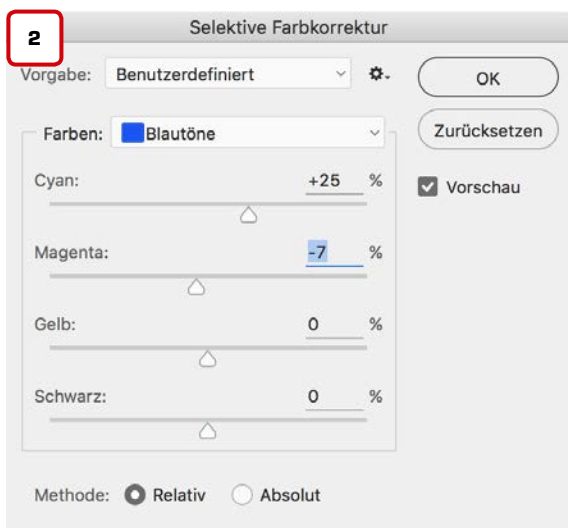 2
Selektive Farbkorrektur
Vorgabe: Benutzerdefiniert
OK
Farben: Blautöne
Zurücksetzen
Cyan: +25 %
Vorschau
Magenta: -7 %
Gelb: 0 %
Schwarz: 0 %
Methode: Relativ Absolut